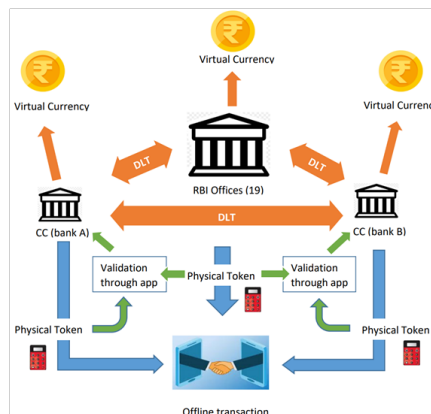 Virtual Currency
Virtual Currency
Virtual Currenc
DLT
DLT
RBI Offices (19)
DLT
CC (bank A)
CC (bank B)
Validation
through app
Physical Token
Validation
through app
Physical Token
Physical Token
Offline transaction